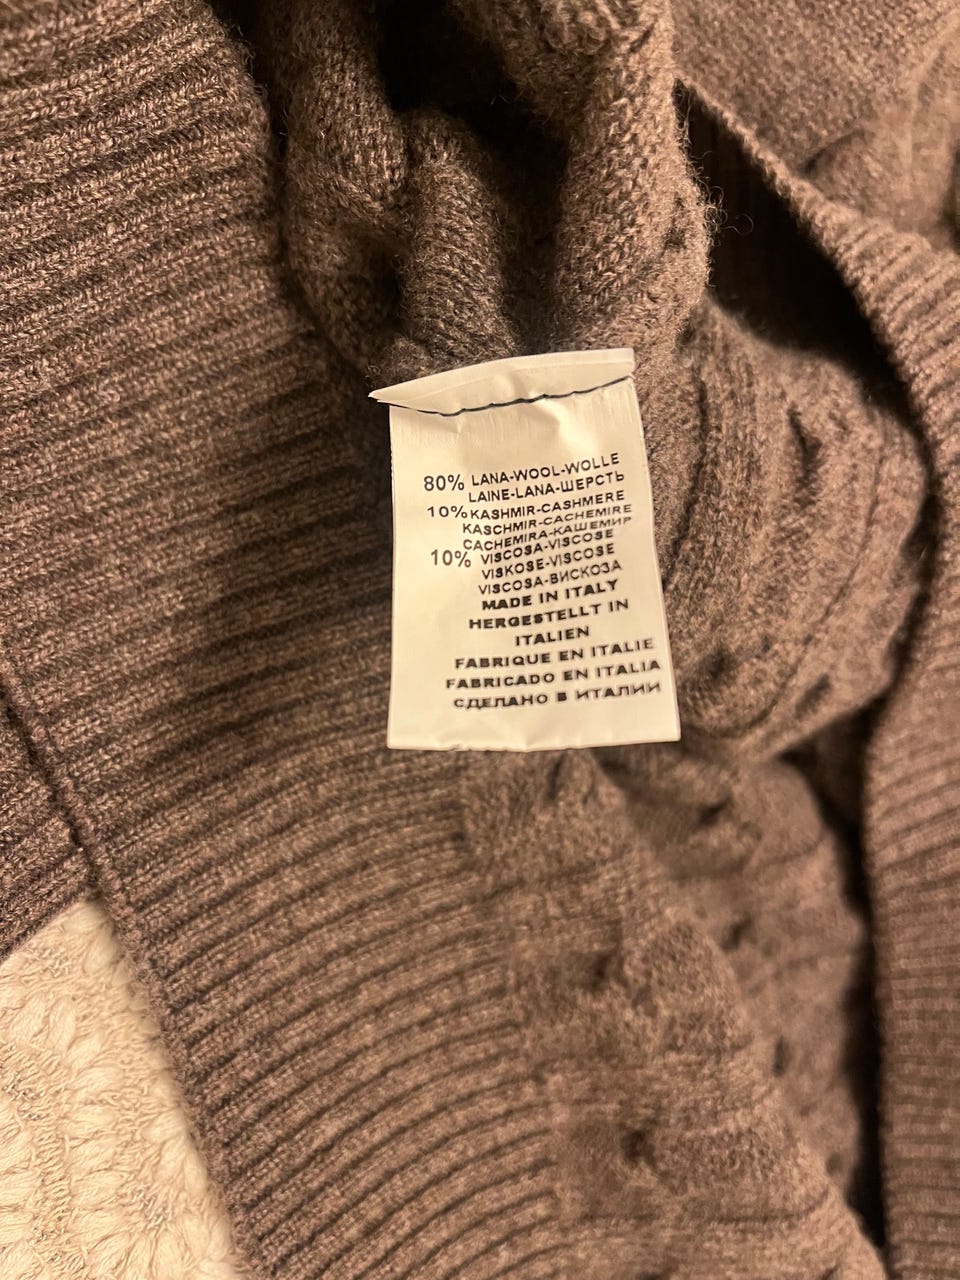 80% LANA-WOOL-WOLLE
LAINE-LANA-ШЕРСТЬ
10% KASHMIR-CASHMERE
KASCHMIR-CACHEMIRE
CACHEMIRA-КАШЕМИР
10% VISCOSA-VISCOSE
VISKOSE-VISCOSE
VISCOSA-ВИСКОЗА
MADE IN ITALY
HERGESTELLT IN
ITALIEN
FABRIQUE EN ITALIE
FABRICADO EN ITALIA
СДЕЛАНО В ИТАЛИИ